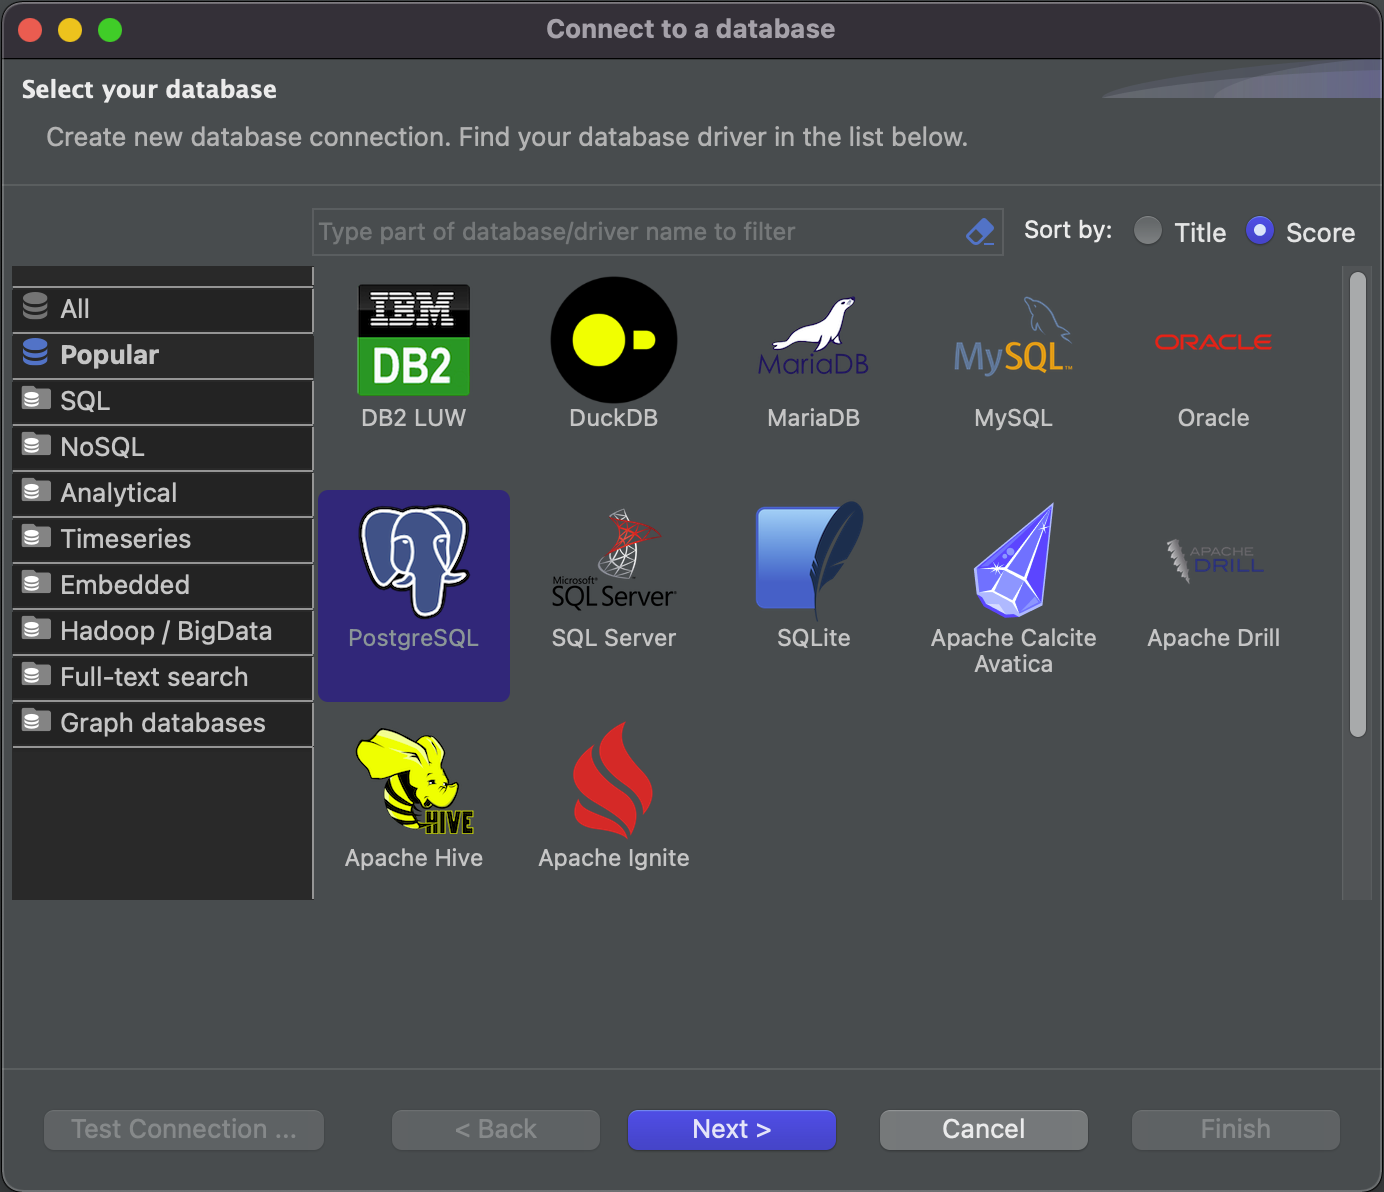 Connect to a database
Select your database
Create new database connection. Find your database driver in the list below.
Type part of database/driver name to filter
Sort by:
Title
Score
All
Popular
SQL
NoSQL
Analytical
Timeseries
Embedded
Hadoop / BigData
Full-text search
Graph databases
IBM
DB2
DB2 LUW
DuckDB
MariaDB
MariaDB
MySQL™
MySQL
ORACLE
Oracle
PostgreSQL
Microsoft®
SQL Server
SQL Server
SQLite
Apache Calcite
Avatica
APACHE
DRILL
Apache Drill
HIVE
Apache Hive
Apache Ignite
Test Connection ...
< Back
Next >
Cancel
Finish